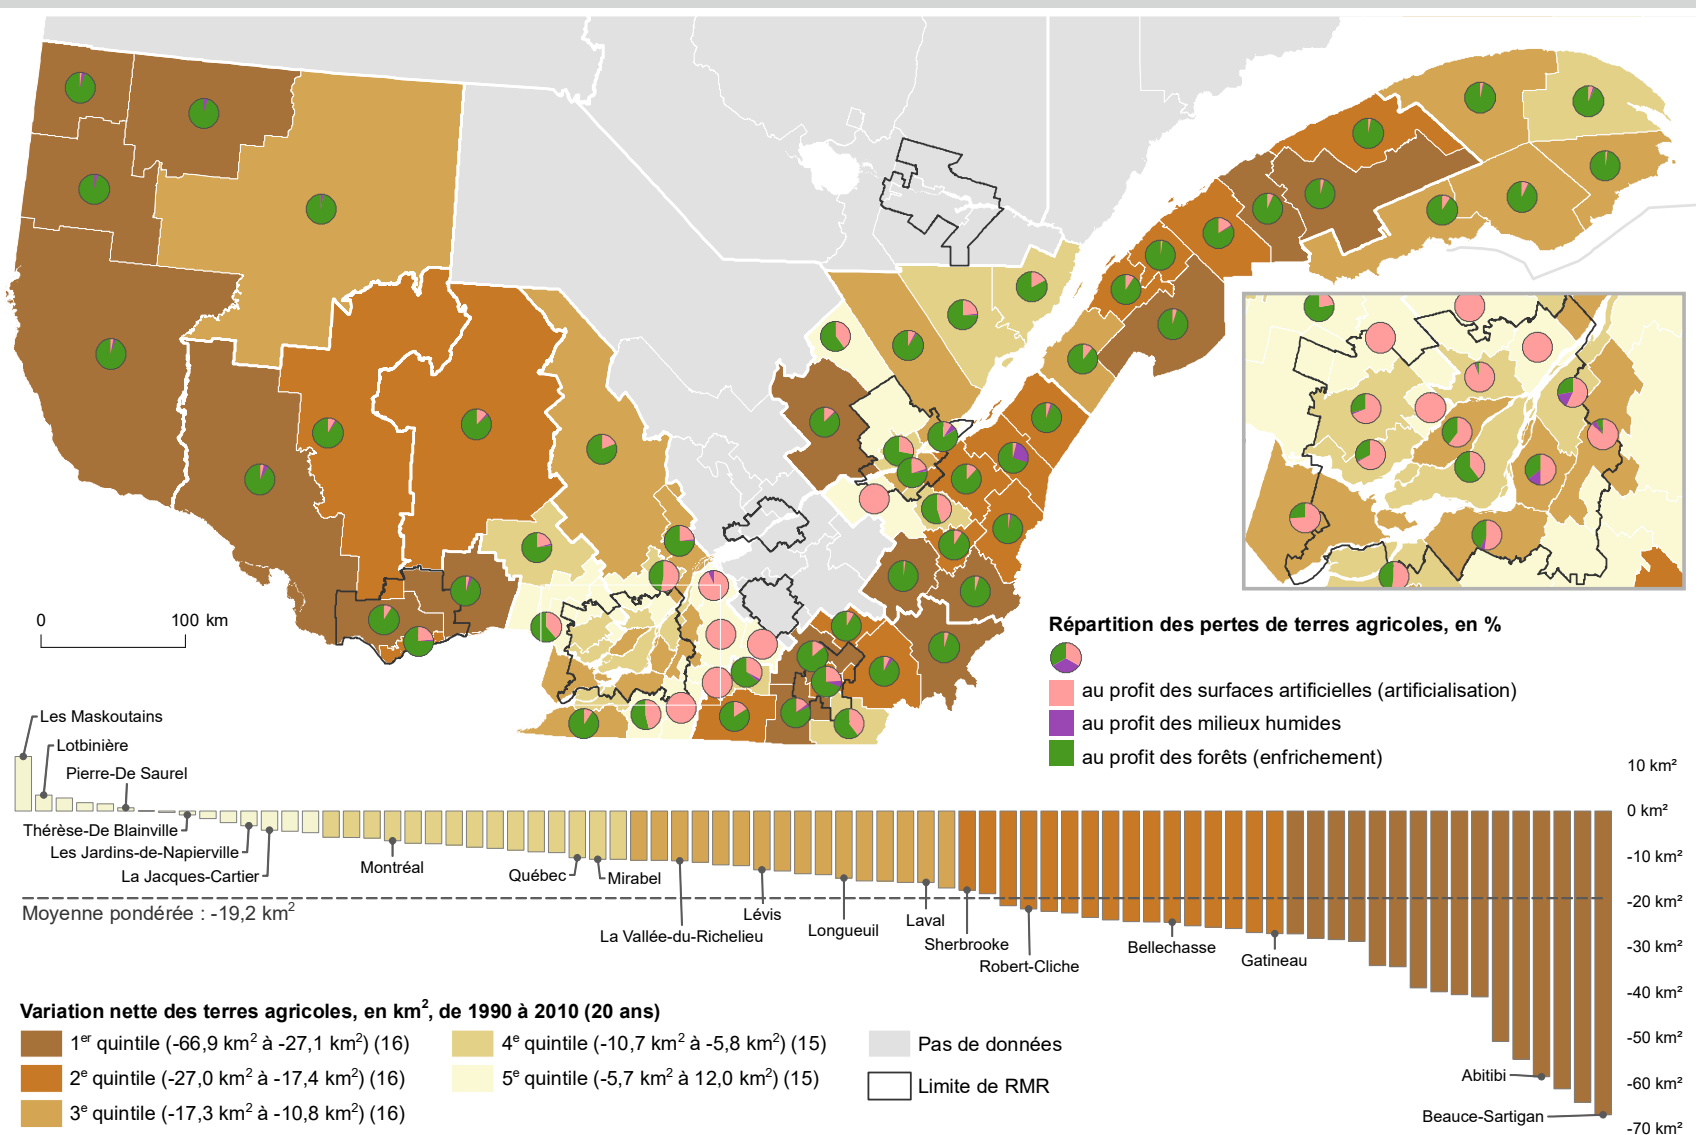 0 100 km
Répartition des pertes de terres agricoles, en %
au profit des surfaces artificielles (artificialisation)
au profit des milieux humides
au profit des forêts (enfrichement)
Les Maskoutains
Lotbinière
Pierre-De Saurel
Thérèse-De Blainville
Les Jardins-de-Napierville
La Jacques-Cartier
Montréal
Québec
Mirabel
La Vallée-du-Richelieu
Lévis
Longueuil
Laval
Sherbrooke
Robert-Cliche
Bellechasse
Gatineau
Abitibi
Beauce-Sartigan
Moyenne pondérée : -19,2 km²
10 km²
0 km²
-10 km²
-20 km²
-30 km²
-40 km²
-50 km²
-60 km²
-70 km²
Variation nette des terres agricoles, en km², de 1990 à 2010 (20 ans)
1er quintile (-66,9 km² à -27,1 km²) (16)
2e quintile (-27,0 km² à -17,4 km²) (16)
3e quintile (-17,3 km² à -10,8 km²) (16)
4e quintile (-10,7 km² à -5,8 km²) (15)
5e quintile (-5,7 km² à 12,0 km²) (15)
Pas de données
Limite de RMR